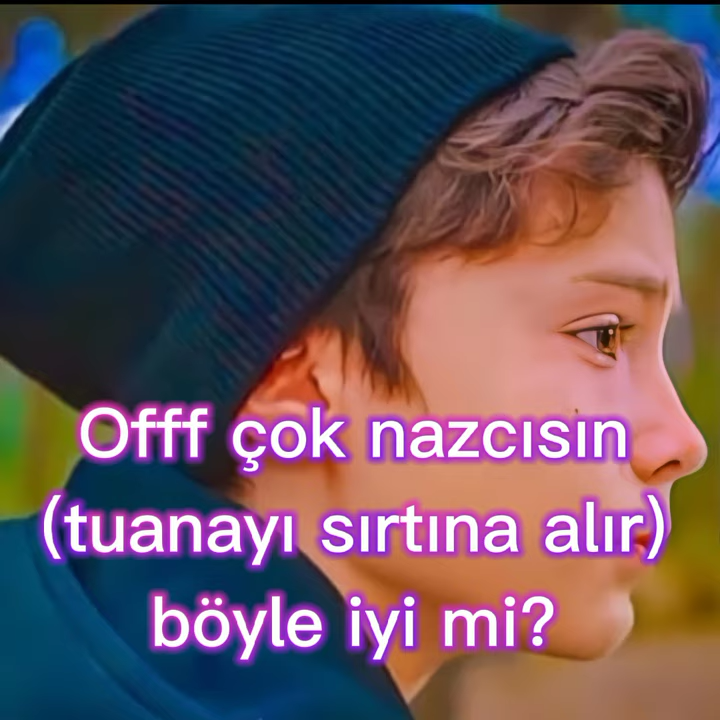 Offf çok nazcısın
(tuanayı sırtına alır)
böyle iyi mi?